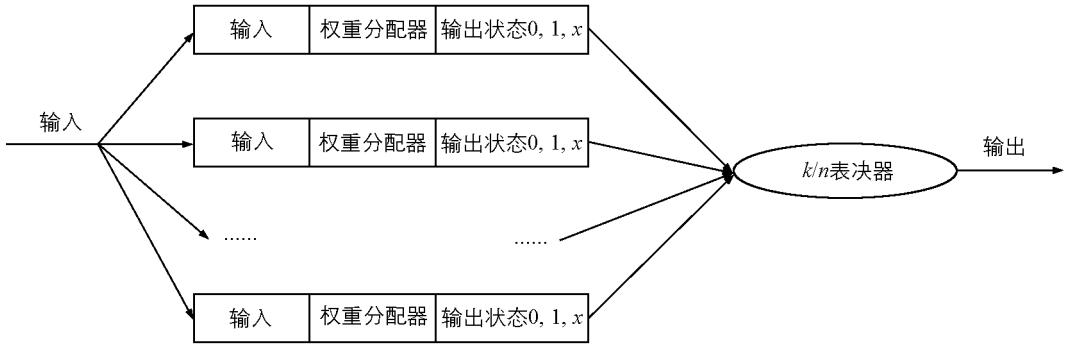 输入 权重分配器 输出状态0, 1, x
输入
输入 权重分配器 输出状态0, 1, x
k/n表决器
输出
...... ......
输入 权重分配器 输出状态0, 1, x